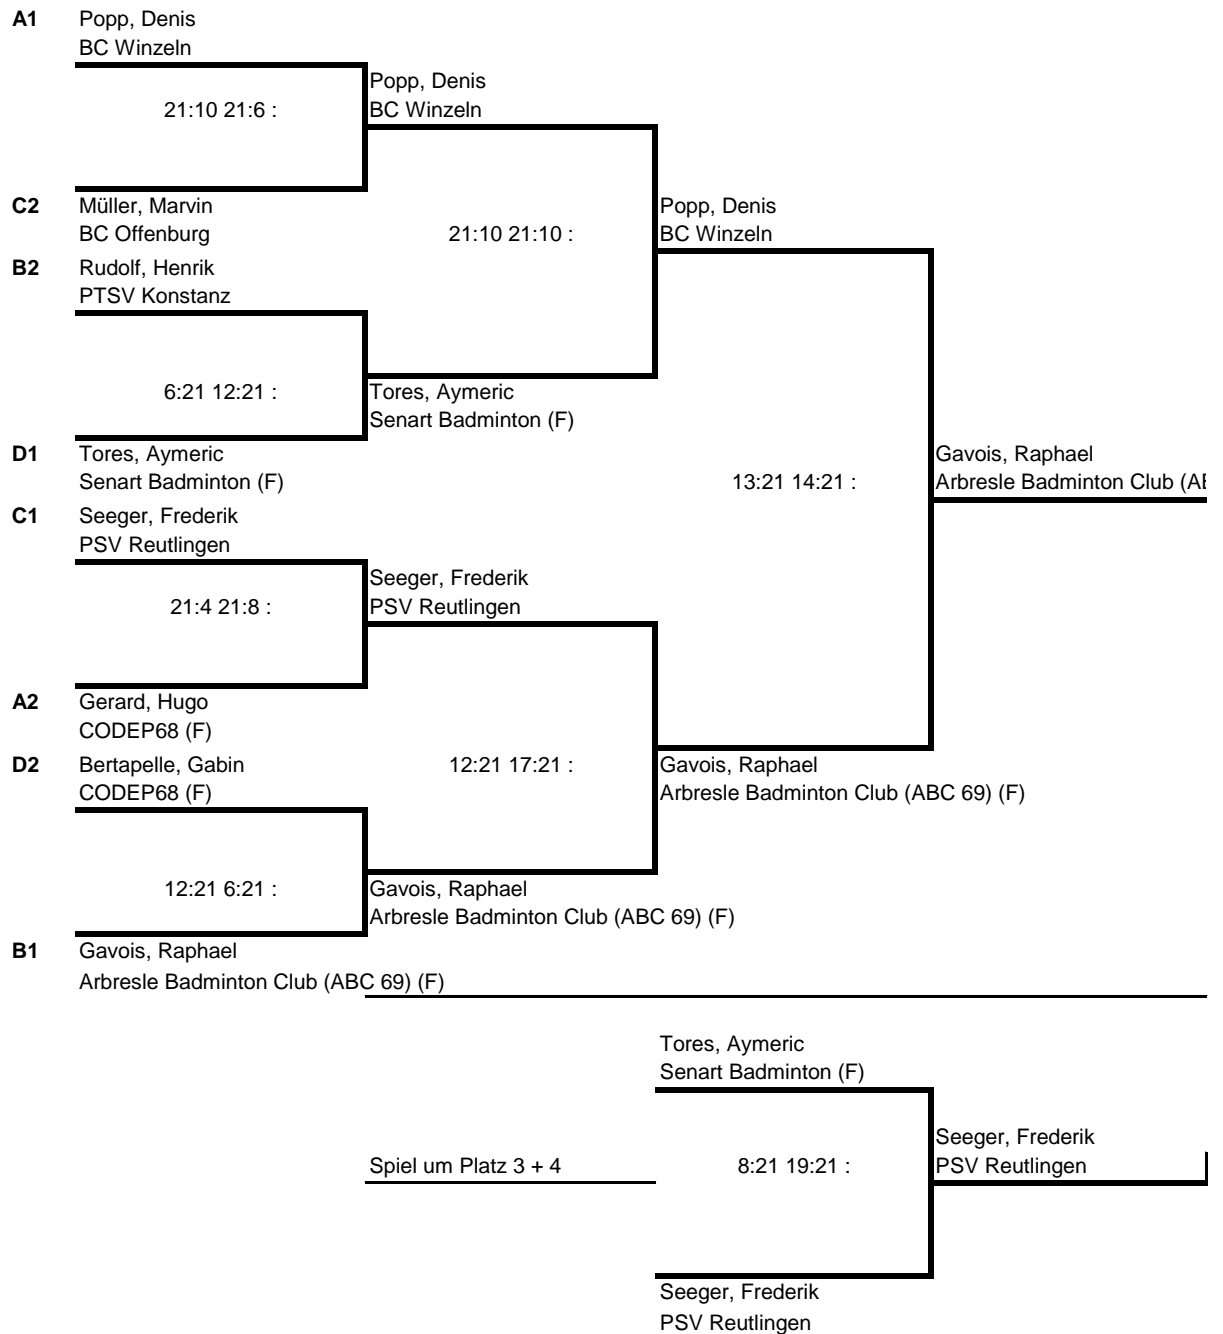 A1 Popp, Denis
BC Winzeln
Popp, Denis
21:10 21:6 : BC Winzeln
C2 Müller, Marvin Popp, Denis
BC Offenburg 21:10 21:10 : BC Winzeln
B2 Rudolf, Henrik
PTSV Konstanz
6:21 12:21 : Tores, Aymeric
Senart Badminton (F)
D1 Tores, Aymeric Gavois, Raphael
Senart Badminton (F) 13:21 14:21 : Arbresle Badminton Club (AB
C1 Seeger, Frederik
PSV Reutlingen
Seeger, Frederik
21:4 21:8 : PSV Reutlingen
A2 Gerard, Hugo
CODEP68 (F)
D2 Bertapelle, Gabin 12:21 17:21 : Gavois, Raphael
CODEP68 (F) Arbresle Badminton Club (ABC 69) (F)
12:21 6:21 : Gavois, Raphael
Arbresle Badminton Club (ABC 69) (F)
B1 Gavois, Raphael
Arbresle Badminton Club (ABC 69) (F)
Tores, Aymeric
Senart Badminton (F)
Seeger, Frederik
Spiel um Platz 3 + 4 8:21 19:21 : PSV Reutlingen
Seeger, Frederik
PSV Reutlingen